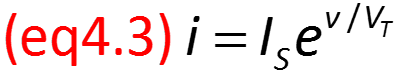 (eq4.3) i = I_S e^{v/V_T}